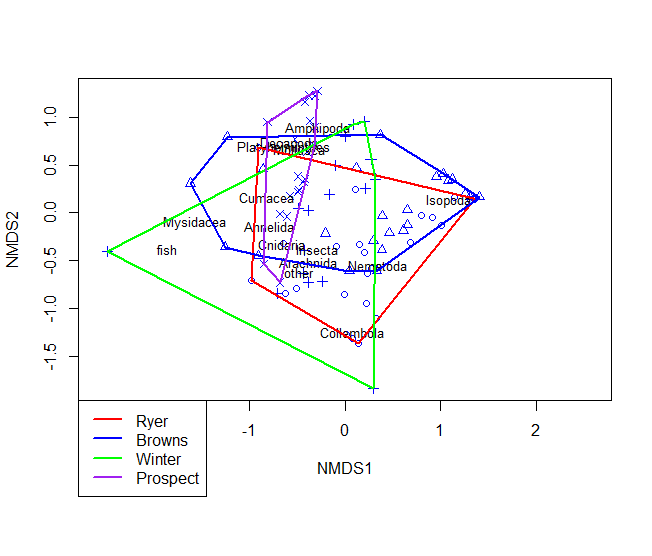 NMDS2
1.0
0.5
0.0
-0.5
-1.0
-1.5
Amphipoda
Mysidacea
Cumacea
Annelida
Isopoda
fish
Cnideria
Insecta
Arachnida
Nematoda
other
Collembola
-1
0
1
2
NMDS1
Ryer
Browns
Winter
Prospect